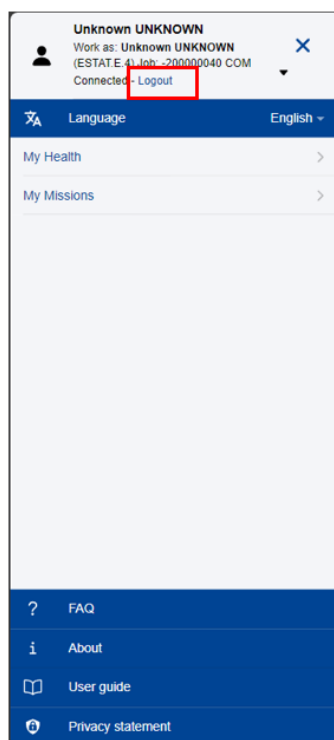 Unknown UNKNOWN
Work as: Unknown UNKNOWN
(ESTAT.E.4) Job: -200000040 COM
Connected - Logout
Language English
My Health
My Missions
? FAQ
i About
User guide
Privacy statement